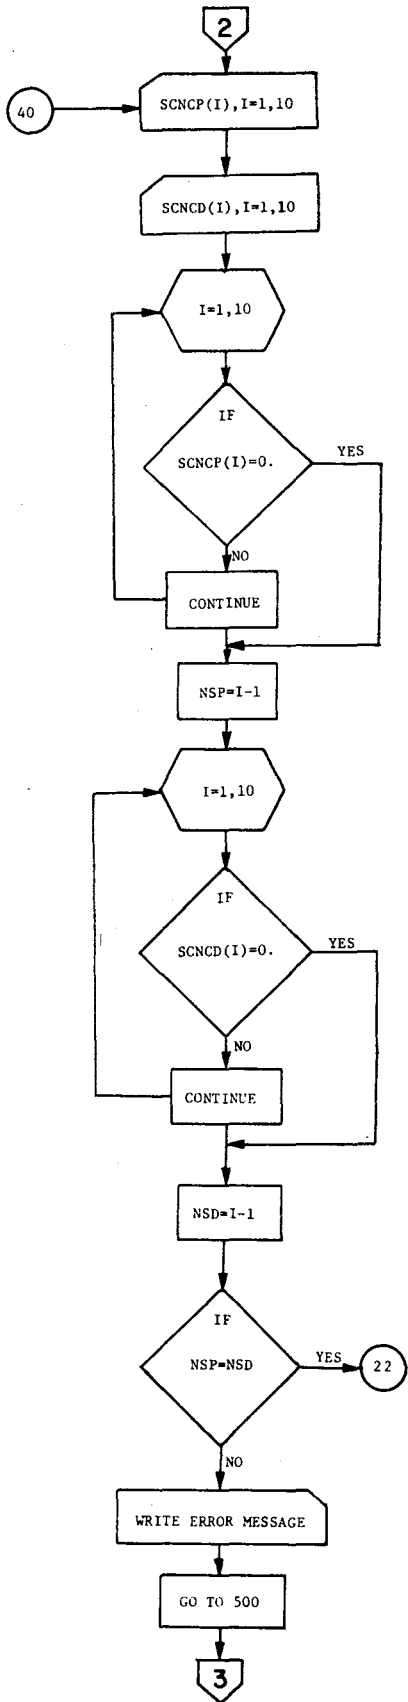 2
40
SCNCP(I),I=1,10
SCNCD(I),I=1,10
I=1,10
IF
SCNCP(I)=0.
YES
NO
CONTINUE
NSP=I-1
I=1,10
IF
SCNCD(I)=0.
YES
NO
CONTINUE
NSD=I-1
IF
NSP=NSD
YES
22
NO
WRITE ERROR MESSAGE
GO TO 500
3